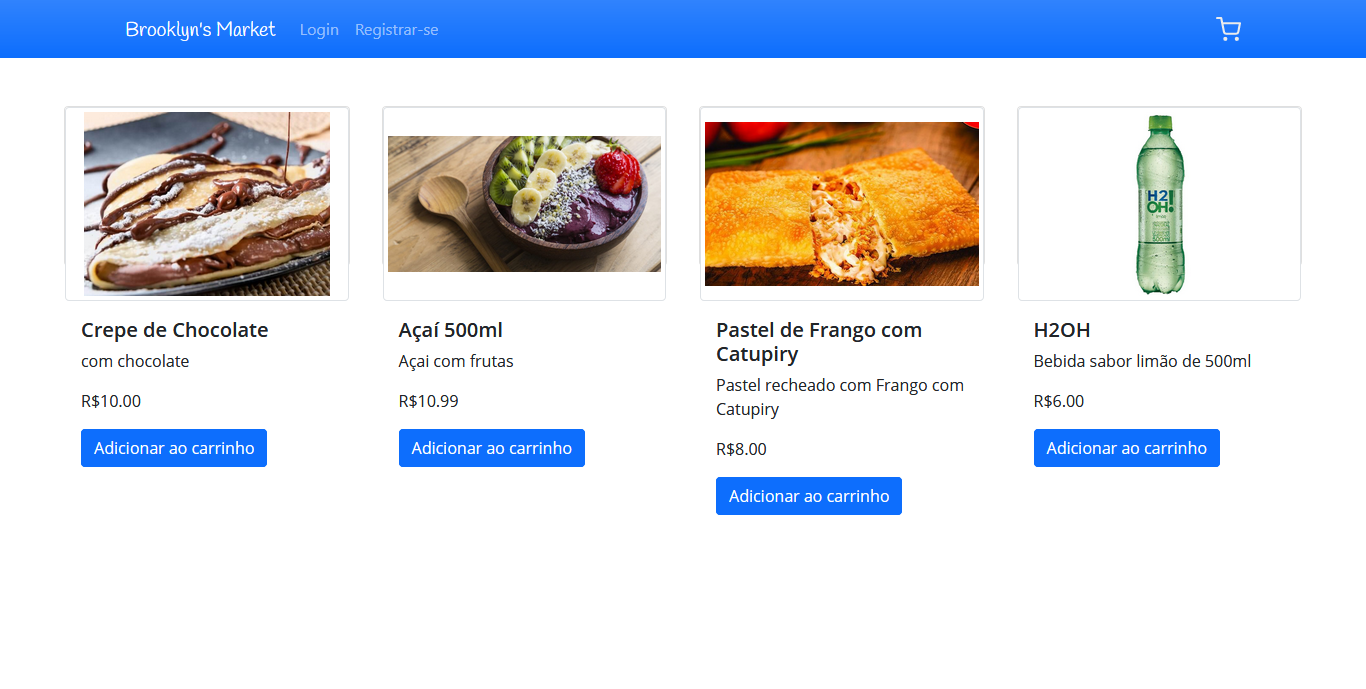 Brooklyn's Market Login Registrar-se
H2
OH!
Crepe de Chocolate
com chocolate
R$10.00
Adicionar ao carrinho
Açaí 500ml
Açai com frutas
R$10.99
Adicionar ao carrinho
Pastel de Frango com
Catupiry
Pastel recheado com Frango com
Catupiry
R$8.00
Adicionar ao carrinho
H2OH
Bebida sabor limão de 500ml
R$6.00
Adicionar ao carrinho